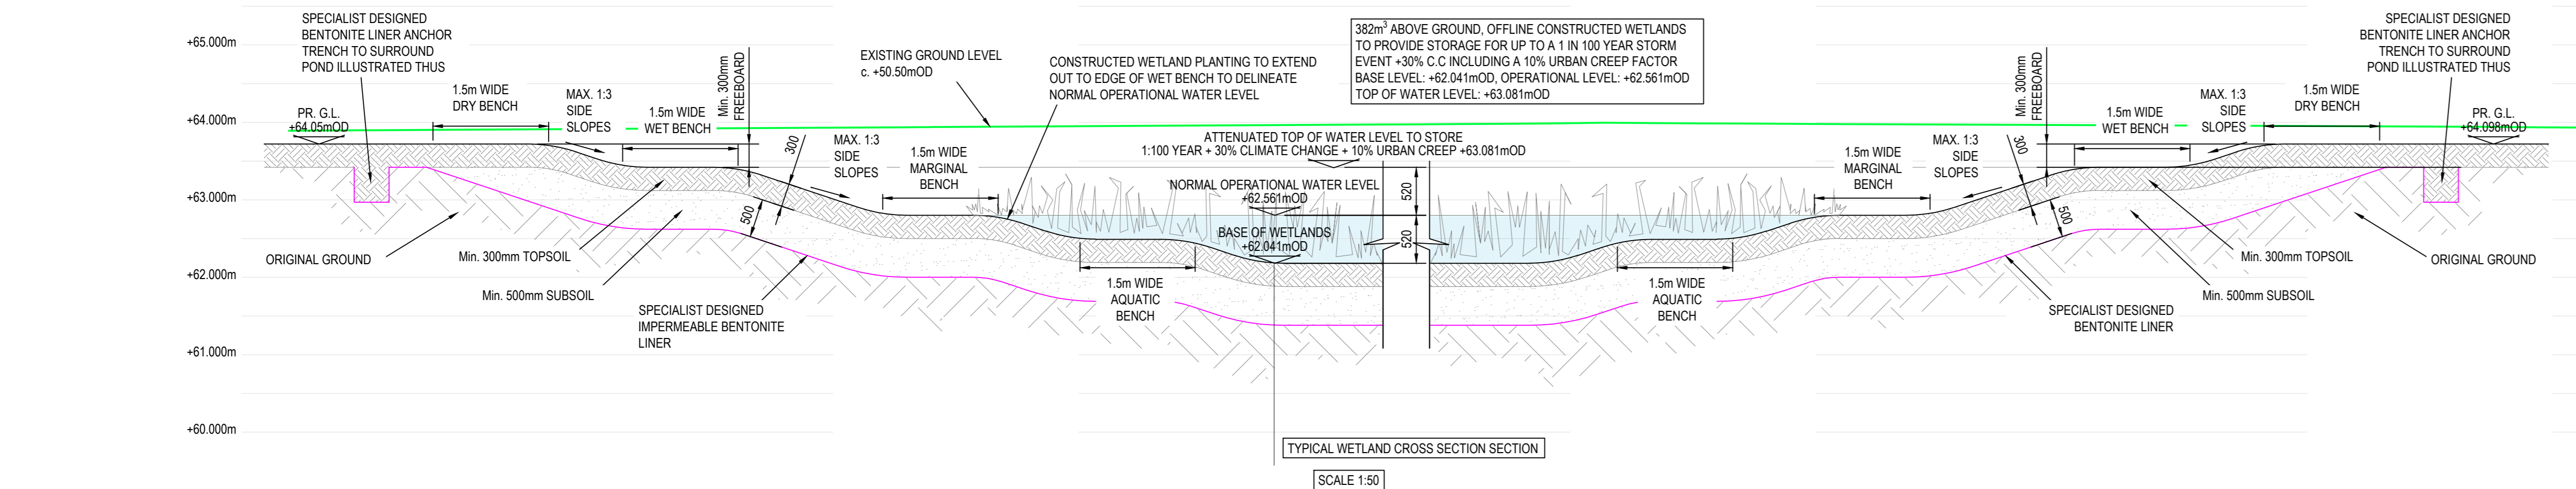 SPECIALIST DESIGNED
BENTONITE LINER ANCHOR
TRENCH TO SURROUND
POND ILLUSTRATED THUS
+65.000m
+64.000m
+63.000m
+62.000m
+61.000m
+60.000m
PR. G.L.
+64.05mOD
1.5m WIDE
DRY BENCH
MAX. 1:3
SIDE
SLOPES
1.5m WIDE
WET BENCH
Min. 300mm
FREEBOARD
300
500
MAX. 1:3
SIDE
SLOPES
1.5m WIDE
MARGINAL
BENCH
EXISTING GROUND LEVEL
c. +50.50mOD
CONSTRUCTED WETLAND PLANTING TO EXTEND
OUT TO EDGE OF WET BENCH TO DELINEATE
NORMAL OPERATIONAL WATER LEVEL
382m³ ABOVE GROUND, OFFLINE CONSTRUCTED WETLANDS
TO PROVIDE STORAGE FOR UP TO A 1 IN 100 YEAR STORM
EVENT +30% C.C INCLUDING A 10% URBAN CREEP FACTOR
BASE LEVEL: +62.041mOD, OPERATIONAL LEVEL: +62.561mOD
TOP OF WATER LEVEL: +63.081mOD
ATTENUATED TOP OF WATER LEVEL TO STORE
1:100 YEAR + 30% CLIMATE CHANGE + 10% URBAN CREEP +63.081mOD
NORMAL OPERATIONAL WATER LEVEL
+62.561mOD
BASE OF WETLANDS
+62.041mOD
520
520
ORIGINAL GROUND
Min. 300mm TOPSOIL
Min. 500mm SUBSOIL
SPECIALIST DESIGNED
IMPERMEABLE BENTONITE
LINER
1.5m WIDE
AQUATIC
BENCH
1.5m WIDE
AQUATIC
BENCH
1.5m WIDE
MARGINAL
BENCH
MAX. 1:3
SIDE
SLOPES
Min. 300mm
FREEBOARD
300
500
1.5m WIDE
WET BENCH
MAX. 1:3
SIDE
SLOPES
1.5m WIDE
DRY BENCH
SPECIALIST DESIGNED
BENTONITE LINER ANCHOR
TRENCH TO SURROUND
POND ILLUSTRATED THUS
PR. G.L.
+64.098mOD
Min. 300mm TOPSOIL
ORIGINAL GROUND
Min. 500mm SUBSOIL
SPECIALIST DESIGNED
BENTONITE LINER
TYPICAL WETLAND CROSS SECTION SECTION
SCALE 1:50